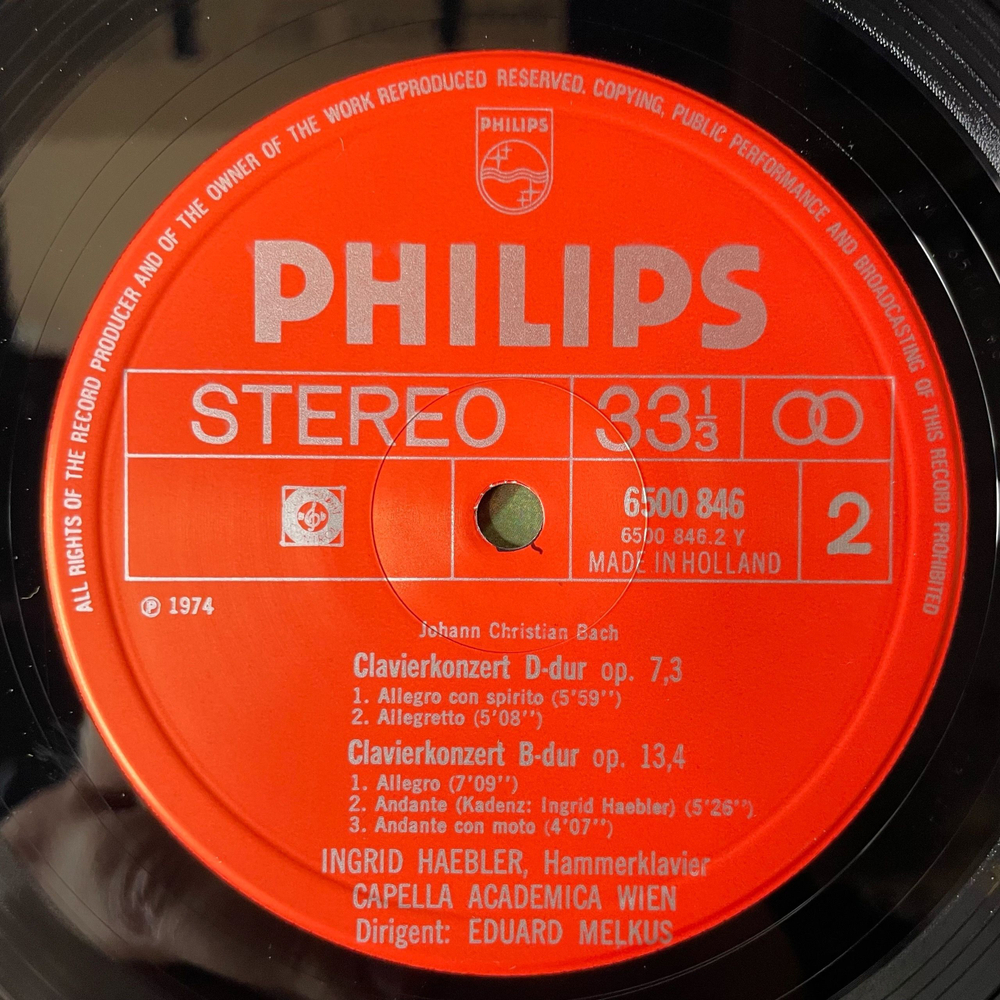 ALL RIGHTS OF THE RECORD PRODUCER AND OF THE OWNER OF THE WORK REPRODUCED RESERVED. COPYING, PUBLIC PERFORMANCE AND BROADCASTING OF THIS RECORD PROHIBITED
PHILIPS
PHILIPS
STEREO 33 1/3
6500 846
6500 846.2 Y
MADE IN HOLLAND
2
Ⓟ 1974
Johann Christian Bach
Clavierkonzert D-dur op. 7,3
1. Allegro con spirito (5'59'')
2. Allegretto (5'08'')
Clavierkonzert B-dur op. 13,4
1. Allegro (7'09'')
2. Andante (Kadenz: Ingrid Haebler) (5'26'')
3. Andante con moto (4'07'')
INGRID HAEBLER, Hammerklavier
CAPELLA ACADEMICA WIEN
Dirigent: EDUARD MELKUS